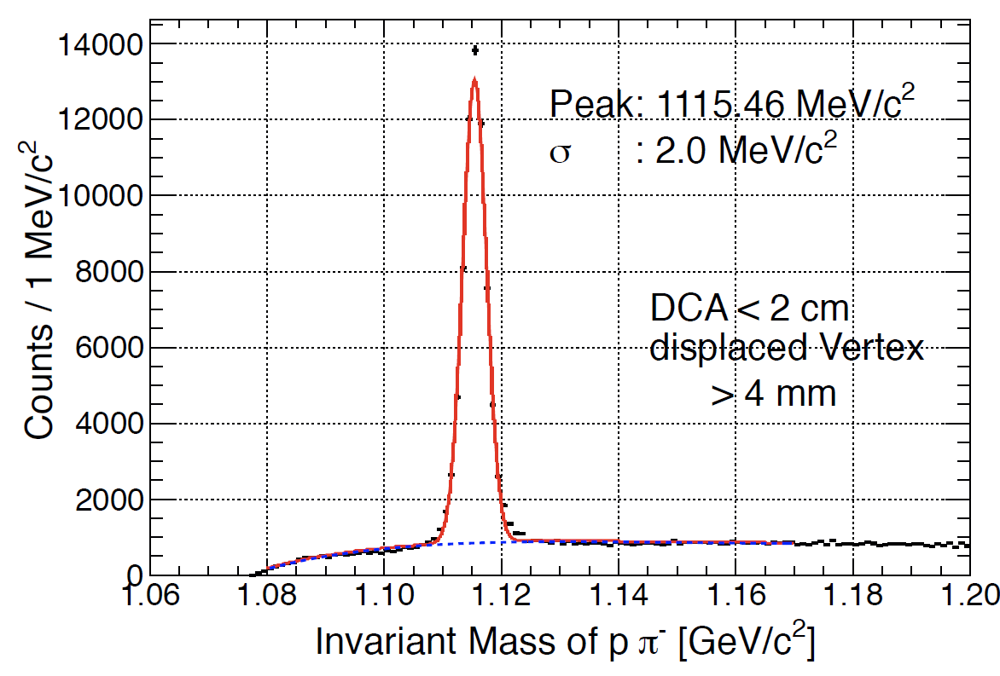 14000
12000
10000
8000
6000
4000
2000
0
Counts / 1 MeV/c²
Peak: 1115.46 MeV/c²
σ : 2.0 MeV/c²
DCA < 2 cm
displaced Vertex
> 4 mm
1.06 1.08 1.10 1.12 1.14 1.16 1.18 1.20
Invariant Mass of p π⁻ [GeV/c²]